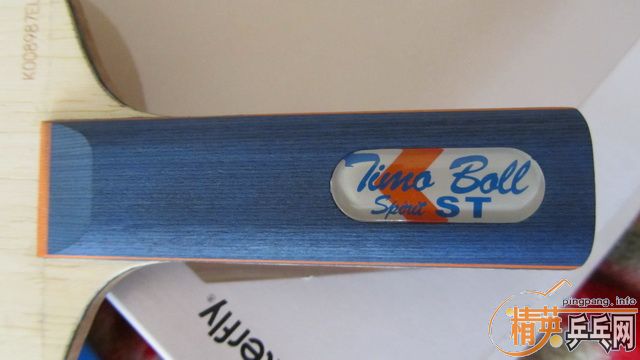 K008987EL
Timo Boll
Spirit ST
erfly®
pingpang.info
精英乒乓网